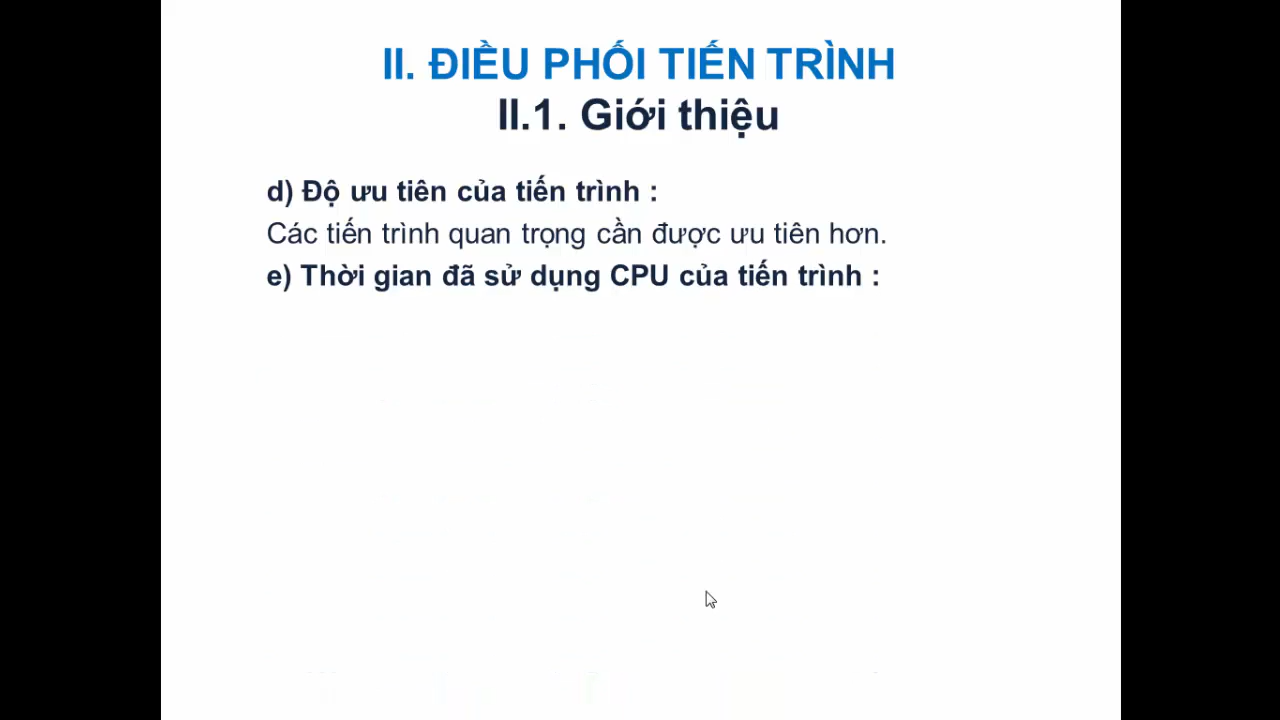 II. ĐIỀU PHỐI TIẾN TRÌNH
II.1. Giới thiệu
d) Độ ưu tiên của tiến trình :
Các tiến trình quan trọng cần được ưu tiên hơn.
e) Thời gian đã sử dụng CPU của tiến trình :